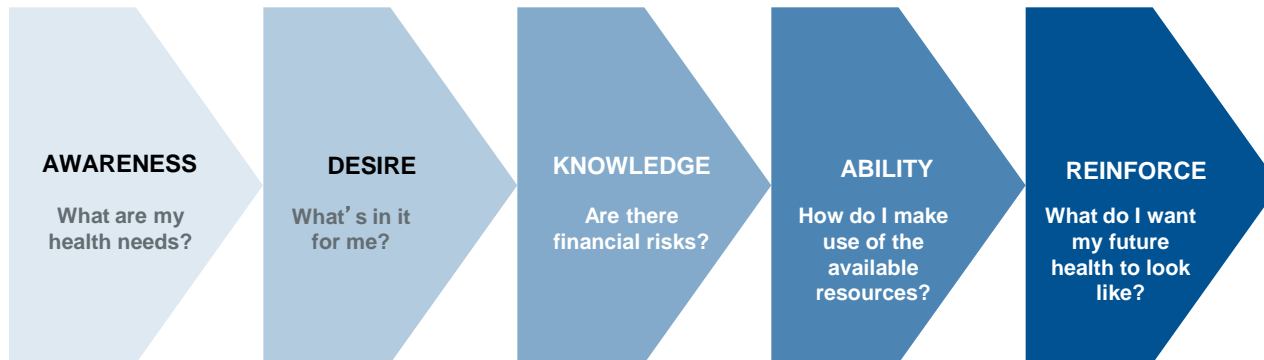 AWARENESS
What are my
health needs?
DESIRE
What's in it
for me?
KNOWLEDGE
Are there
financial risks?
ABILITY
How do I make
use of the
available
resources?
REINFORCE
What do I want
my future
health to look
like?